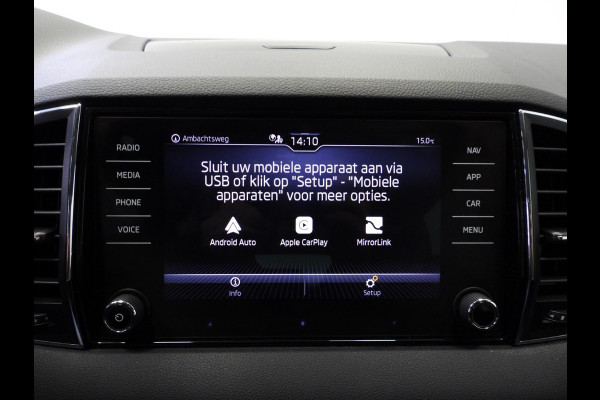 Ambachtsweg 14:10 15.0°C
Sluit uw mobiele apparaat aan via
USB of klik op "Setup" - "Mobiele
apparaten" voor meer opties.
Android Auto Apple CarPlay MirrorLink
Info Setup
RADIO
MEDIA
PHONE
VOICE
NAV
APP
CAR
MENU